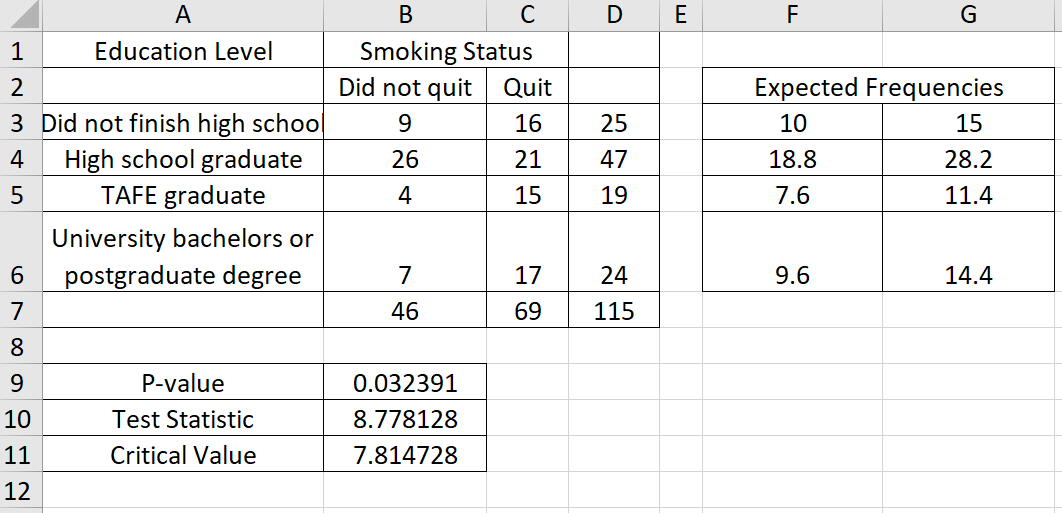 A B C D E F G
1 Education Level Smoking Status
2 Did not quit Quit Expected Frequencies
3 Did not finish high school 9 16 25 10 15
4 High school graduate 26 21 47 18.8 28.2
5 TAFE graduate 4 15 19 7.6 11.4
University bachelors or
6 postgraduate degree 7 17 24 9.6 14.4
7 46 69 115
8
9 P-value 0.032391
10 Test Statistic 8.778128
11 Critical Value 7.814728
12